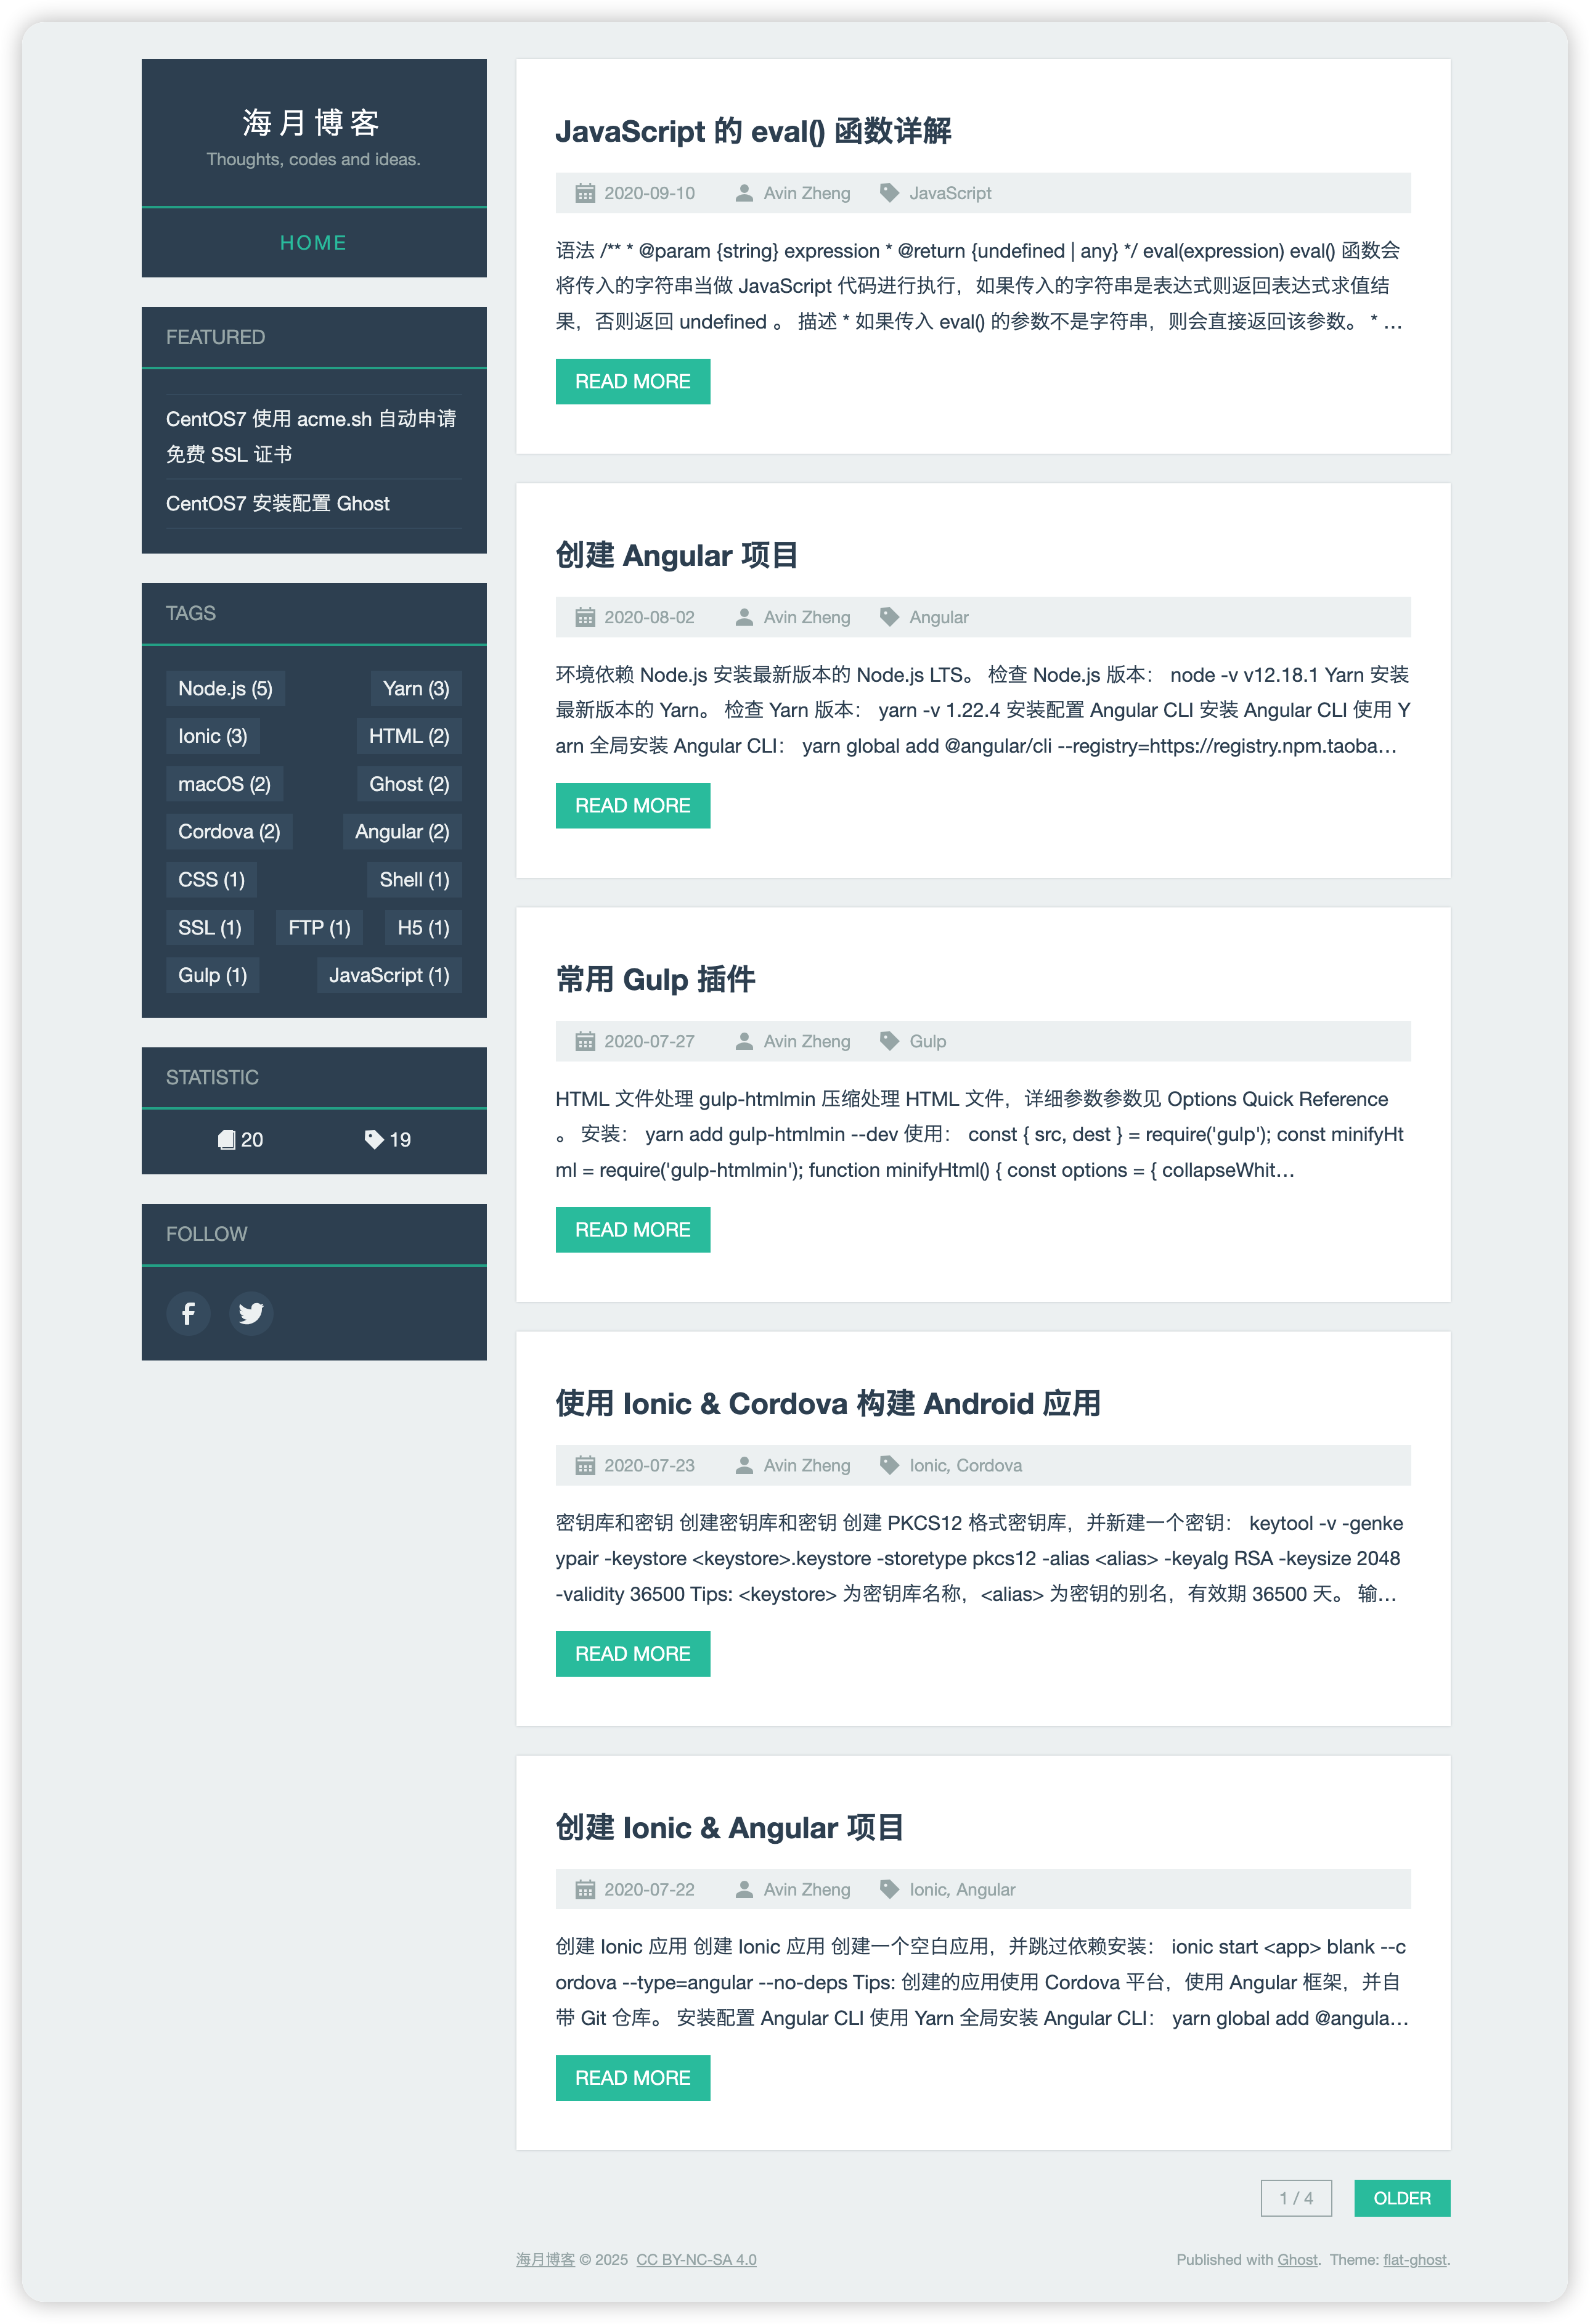 海月博客
Thoughts, codes and ideas.
HOME
FEATURED
CentOS7 使用 acme.sh 自动申请
免费 SSL 证书
CentOS7 安装配置 Ghost
TAGS
Node.js (5) Yarn (3)
Ionic (3) HTML (2)
macOS (2) Ghost (2)
Cordova (2) Angular (2)
CSS (1) Shell (1)
SSL (1) FTP (1) H5 (1)
Gulp (1) JavaScript (1)
STATISTIC
20 19
FOLLOW
JavaScript 的 eval() 函数详解
2020-09-10 Avin Zheng JavaScript
语法 /** * @param {string} expression * @return {undefined | any} */ eval(expression) eval() 函数会
将传入的字符串当做 JavaScript 代码进行执行，如果传入的字符串是表达式则返回表达式求值结
果，否则返回 undefined 。 描述 * 如果传入 eval() 的参数不是字符串，则会直接返回该参数。 * …
READ MORE
创建 Angular 项目
2020-08-02 Avin Zheng Angular
环境依赖 Node.js 安装最新版本的 Node.js LTS。 检查 Node.js 版本： node -v v12.18.1 Yarn 安装
最新版本的 Yarn。 检查 Yarn 版本： yarn -v 1.22.4 安装配置 Angular CLI 安装 Angular CLI 使用 Y
arn 全局安装 Angular CLI： yarn global add @angular/cli --registry=https://registry.npm.taoba…
READ MORE
常用 Gulp 插件
2020-07-27 Avin Zheng Gulp
HTML 文件处理 gulp-htmlmin 压缩处理 HTML 文件，详细参数参数见 Options Quick Reference
。 安装： yarn add gulp-htmlmin --dev 使用： const { src, dest } = require('gulp'); const minifyHt
ml = require('gulp-htmlmin'); function minifyHtml() { const options = { collapseWhit…
READ MORE
使用 Ionic & Cordova 构建 Android 应用
2020-07-23 Avin Zheng Ionic, Cordova
密钥库和密钥 创建密钥库和密钥 创建 PKCS12 格式密钥库，并新建一个密钥： keytool -v -genke
ypair -keystore <keystore>.keystore -storetype pkcs12 -alias <alias> -keyalg RSA -keysize 2048
-validity 36500 Tips: <keystore> 为密钥库名称，<alias> 为密钥的别名，有效期 36500 天。 输…
READ MORE
创建 Ionic & Angular 项目
2020-07-22 Avin Zheng Ionic, Angular
创建 Ionic 应用 创建 Ionic 应用 创建一个空白应用，并跳过依赖安装： ionic start <app> blank --c
ordova --type=angular --no-deps Tips: 创建的应用使用 Cordova 平台，使用 Angular 框架，并自
带 Git 仓库。 安装配置 Angular CLI 使用 Yarn 全局安装 Angular CLI： yarn global add @angula…
READ MORE
1 / 4 OLDER
海月博客 © 2025 CC BY-NC-SA 4.0 Published with Ghost. Theme: flat-ghost.